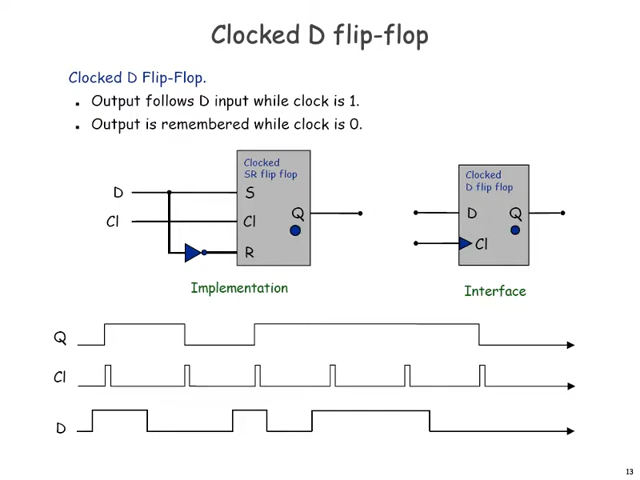 Clocked D flip-flop
Clocked D Flip-Flop.
▪ Output follows D input while clock is 1.
▪ Output is remembered while clock is 0.
Clocked
SR flip flop
D
S
Cl
Cl
Q
R
Implementation
Clocked
D flip flop
D
Q
Cl
Interface
Q
Cl
D
13